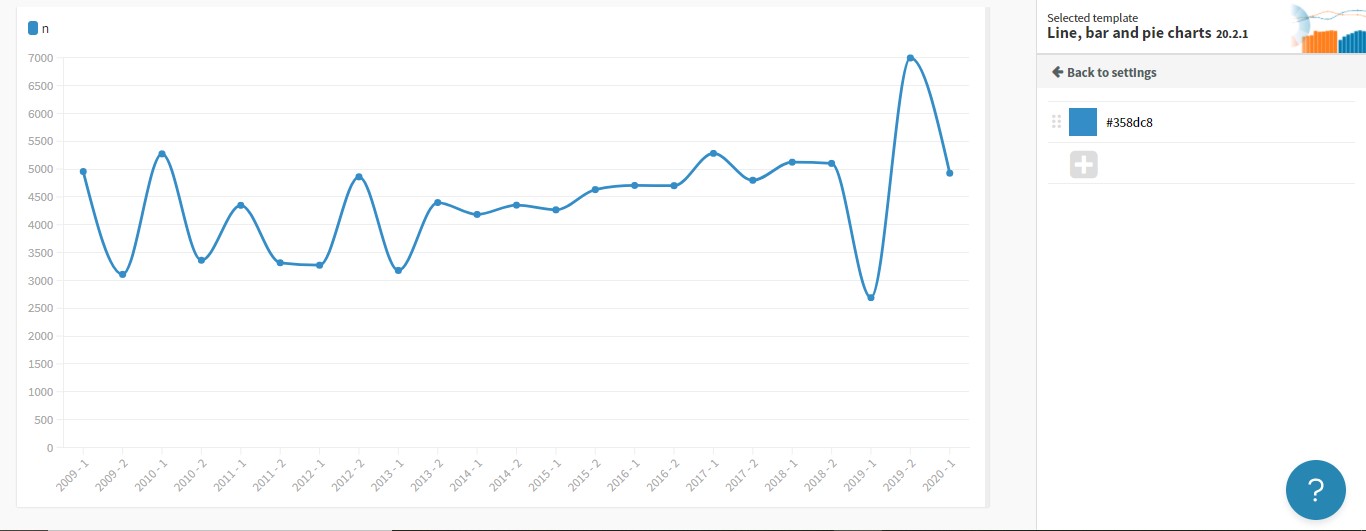 n
7000
6500
6000
5500
5000
4500
4000
3500
3000
2500
2000
1500
1000
500
0
2009 - 1
2009 - 2
2010 - 1
2010 - 2
2011 - 1
2011 - 2
2012 - 1
2012 - 2
2013 - 1
2013 - 2
2014 - 1
2014 - 2
2015 - 1
2015 - 2
2016 - 1
2016 - 2
2017 - 1
2017 - 2
2018 - 1
2018 - 2
2019 - 1
2019 - 2
2020 - 1
Selected template
Line, bar and pie charts 20.2.1
Back to settings
#358dc8
?